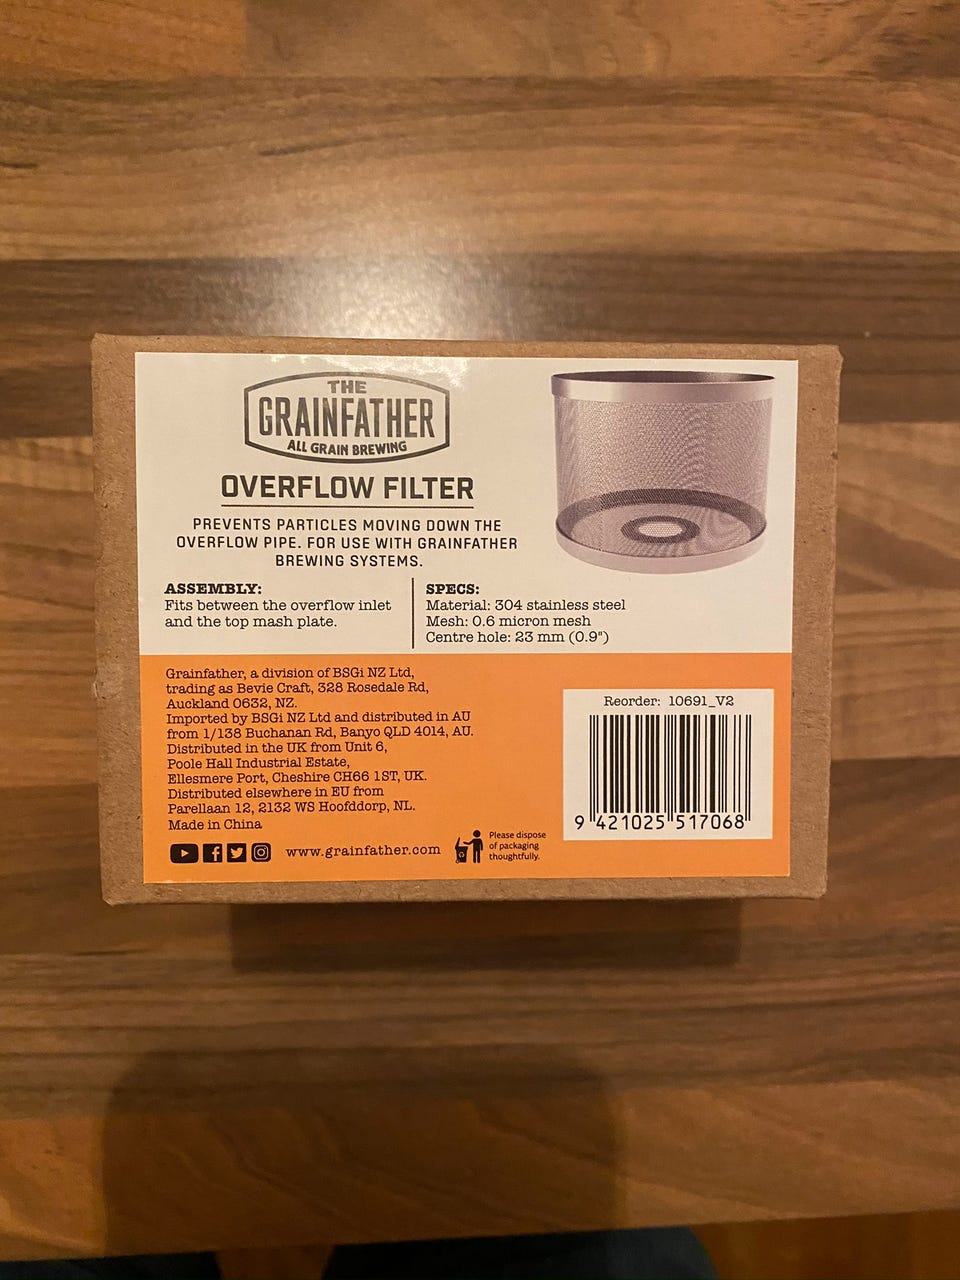 THE
GRAINFATHER
ALL GRAIN BREWING
OVERFLOW FILTER
PREVENTS PARTICLES MOVING DOWN THE
OVERFLOW PIPE. FOR USE WITH GRAINFATHER
BREWING SYSTEMS.
ASSEMBLY:
Fits between the overflow inlet
and the top mash plate.
SPECS:
Material: 304 stainless steel
Mesh: 0.6 micron mesh
Centre hole: 23 mm (0.9")
Grainfather, a division of BSGi NZ Ltd,
trading as Bevie Craft, 328 Rosedale Rd,
Auckland 0632, NZ.
Imported by BSGi NZ Ltd and distributed in AU
from 1/138 Buchanan Rd, Banyo QLD 4014, AU.
Distributed in the UK from Unit 6,
Poole Hall Industrial Estate,
Ellesmere Port, Cheshire CH66 1ST, UK.
Distributed elsewhere in EU from
Parellaan 12, 2132 WS Hoofddorp, NL.
Made in China
www.grainfather.com
Please dispose
of packaging
thoughtfully.
Reorder: 10691_V2
9 421025 517068